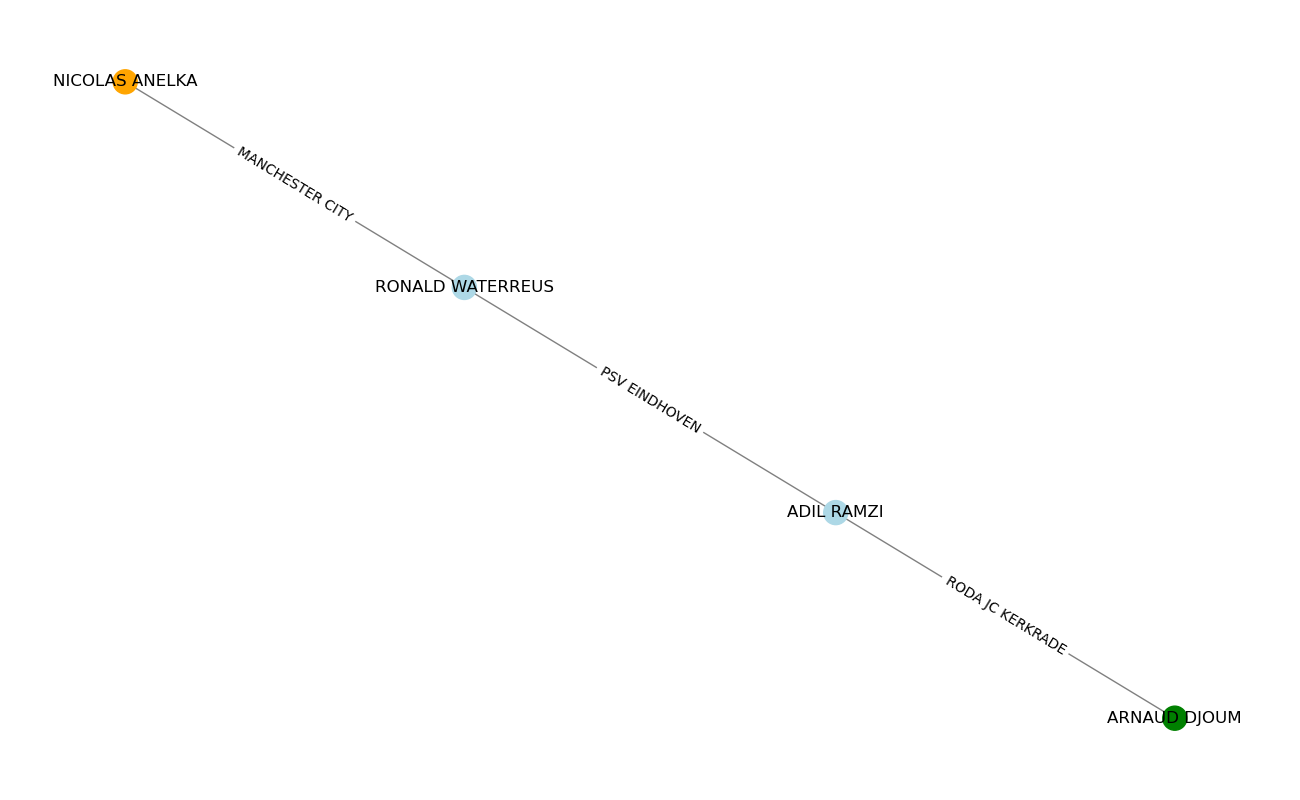 NICOLAS ANELKA
MANCHESTER CITY
RONALD WATERREUS
PSV EINDHOVEN
ADIL RAMZI
RODA JC KERKRADE
ARNAUD DJOUM